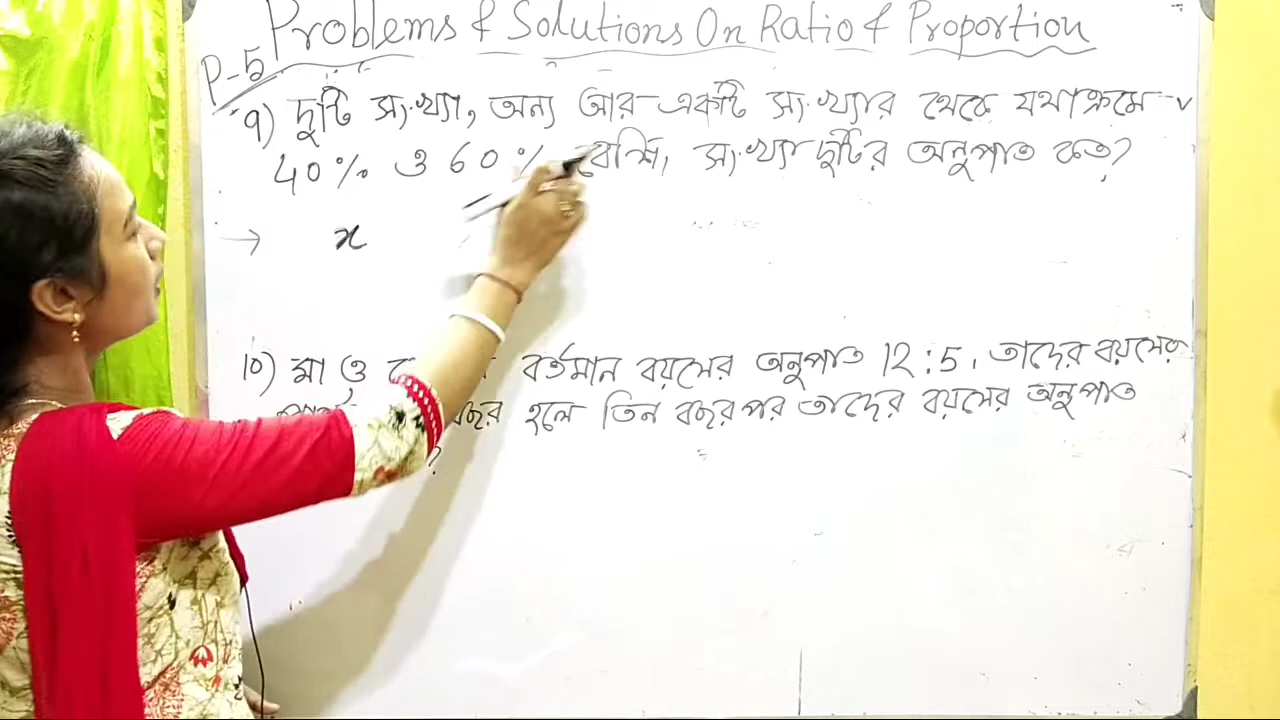 Problems & Solutions On Ratio & Proportion
P-5
9) দুটি সংখ্যা, অন্য আর একটি সংখ্যার থেকে যথাক্রমে
40% ও 60% বেশি, সংখ্যা দুটির অনুপাত কত?
→ x
10) মা ও বর্তমান বয়সের অনুপাত 12:5, তাদের বয়সের
বছর হলে তিন বছর পর তাদের বয়সের অনুপাত
?